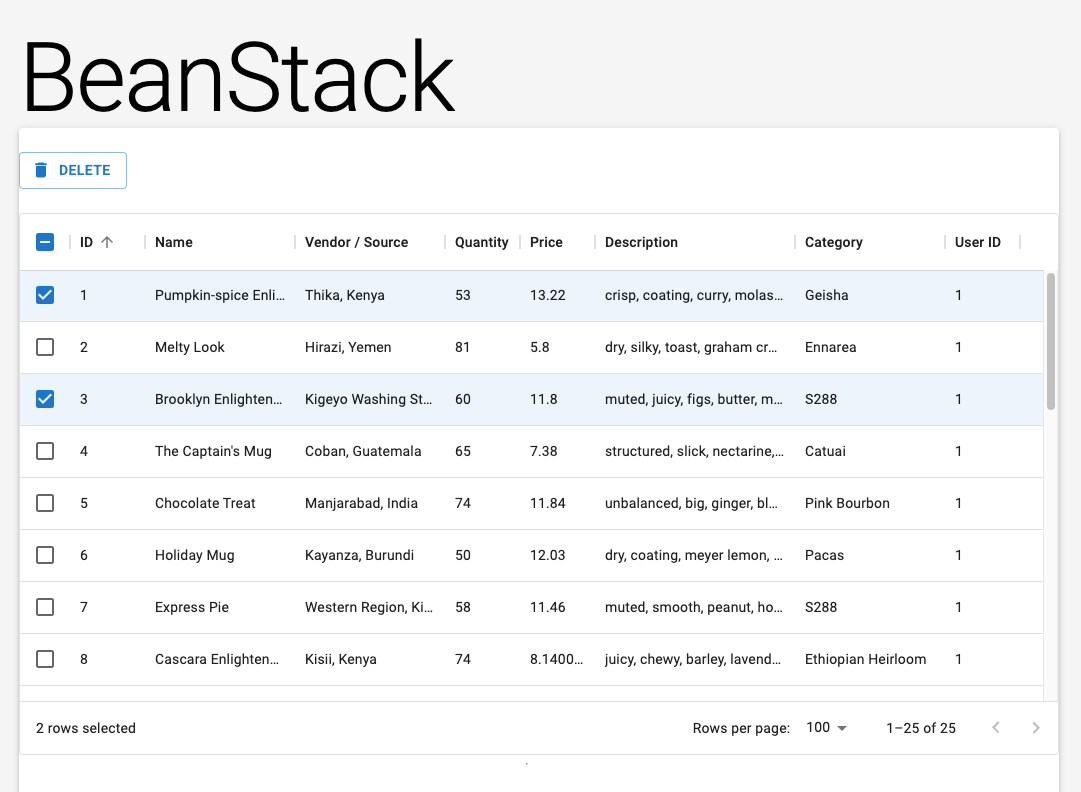 BeanStack
DELETE
ID Name Vendor / Source Quantity Price Description Category User ID
1 Pumpkin-spice Enli... Thika, Kenya 53 13.22 crisp, coating, curry, molas... Geisha 1
2 Melty Look Hirazi, Yemen 81 5.8 dry, silky, toast, graham cr... Ennarea 1
3 Brooklyn Enlighten... Kigeyo Washing St... 60 11.8 muted, juicy, figs, butter, m... S288 1
4 The Captain's Mug Coban, Guatemala 65 7.38 structured, slick, nectarine,... Catuai 1
5 Chocolate Treat Manjarabad, India 74 11.84 unbalanced, big, ginger, bl... Pink Bourbon 1
6 Holiday Mug Kayanza, Burundi 50 12.03 dry, coating, meyer lemon, ... Pacas 1
7 Express Pie Western Region, Ki... 58 11.46 muted, smooth, peanut, ho... S288 1
8 Cascara Enlighten... Kisii, Kenya 74 8.1400... juicy, chewy, barley, lavend... Ethiopian Heirloom 1
2 rows selected Rows per page: 100 1–25 of 25